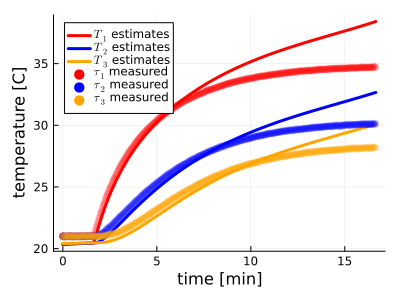 T₁ estimates
T₂ estimates
T₃ estimates
τ₁ measured
τ₂ measured
τ₃ measured
35
30
25
20
0 5 10 15
temperature [C]
time [min]